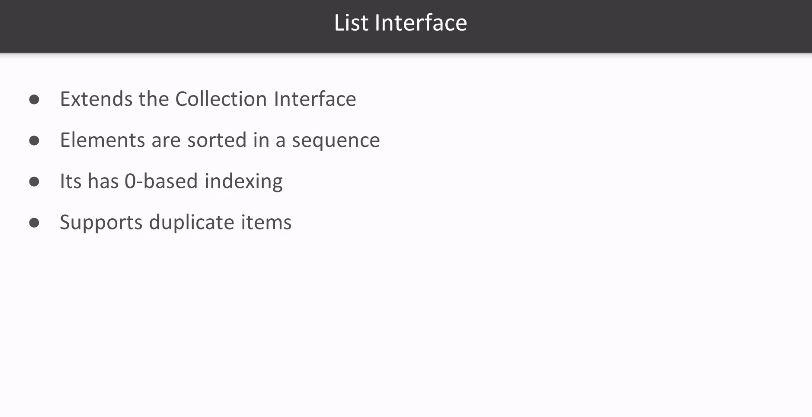 List Interface
● Extends the Collection Interface
● Elements are sorted in a sequence
● Its has 0-based indexing
● Supports duplicate items